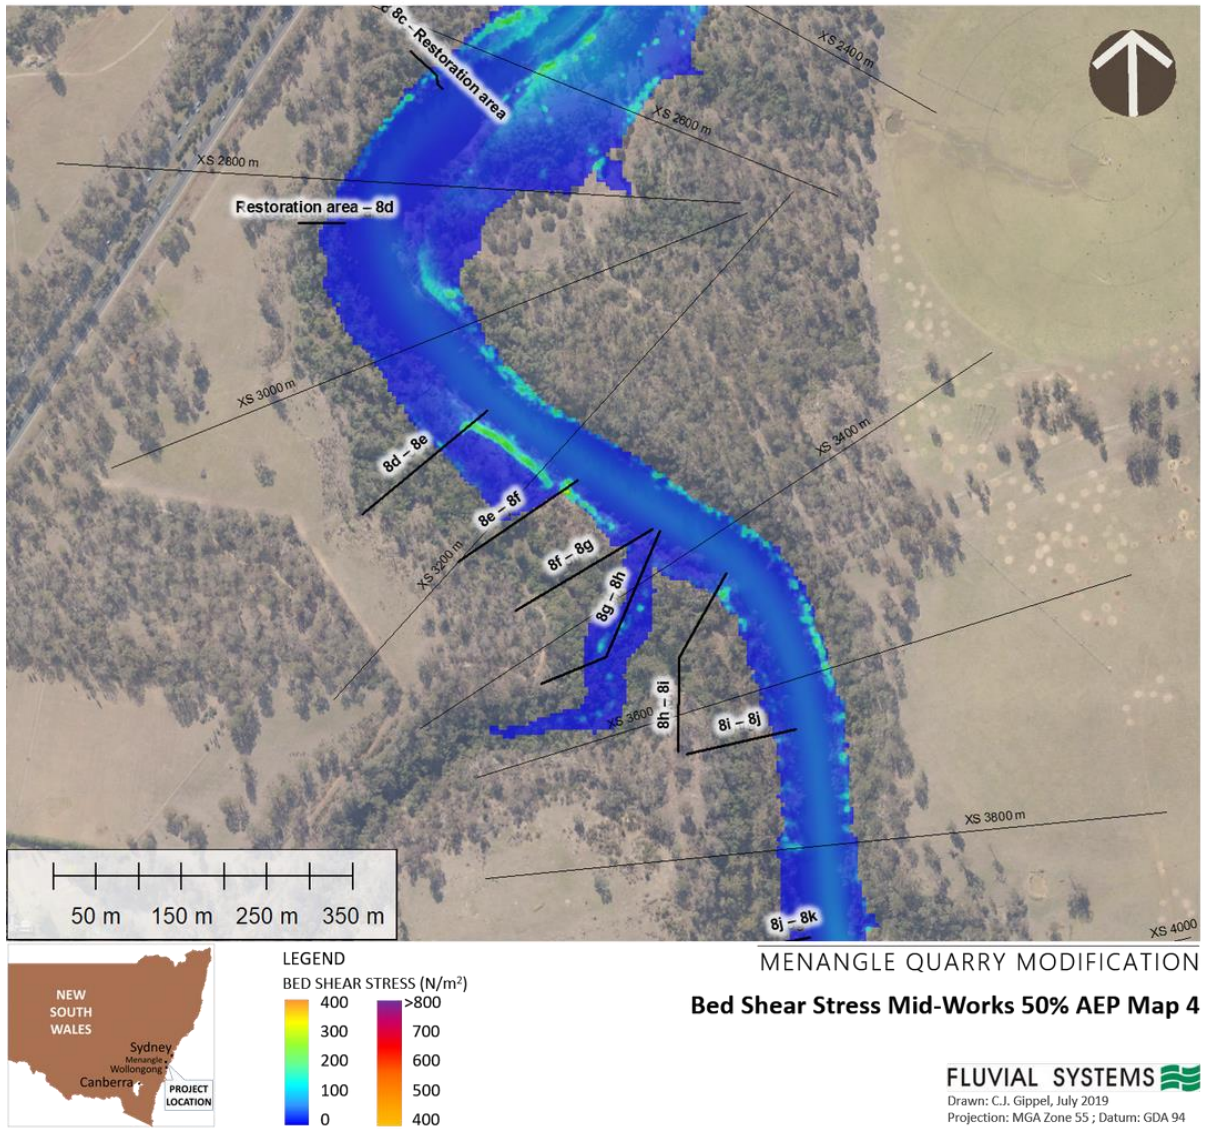 8c - Restoration area
XS 2400 m
XS 2600 m
XS 2800 m
Restoration area – 8d
XS 3000 m
XS 3400 m
8d – 8e
8e – 8f
XS 3200 m
8f – 8g
8g – 8h
8h – 8i
XS 3600
8i – 8j
XS 3800 m
8j – 8k
XS 4000
50 m 150 m 250 m 350 m
MENANGLE QUARRY MODIFICATION
Bed Shear Stress Mid-Works 50% AEP Map 4
NEW
SOUTH
WALES
Sydney
Menangle
Wollongong
Canberra
PROJECT
LOCATION
LEGEND
BED SHEAR STRESS (N/m²)
400 >800
300 700
200 600
100 500
0 400
FLUVIAL SYSTEMS
Drawn: C.J. Gippel, July 2019
Projection: MGA Zone 55 ; Datum: GDA 94